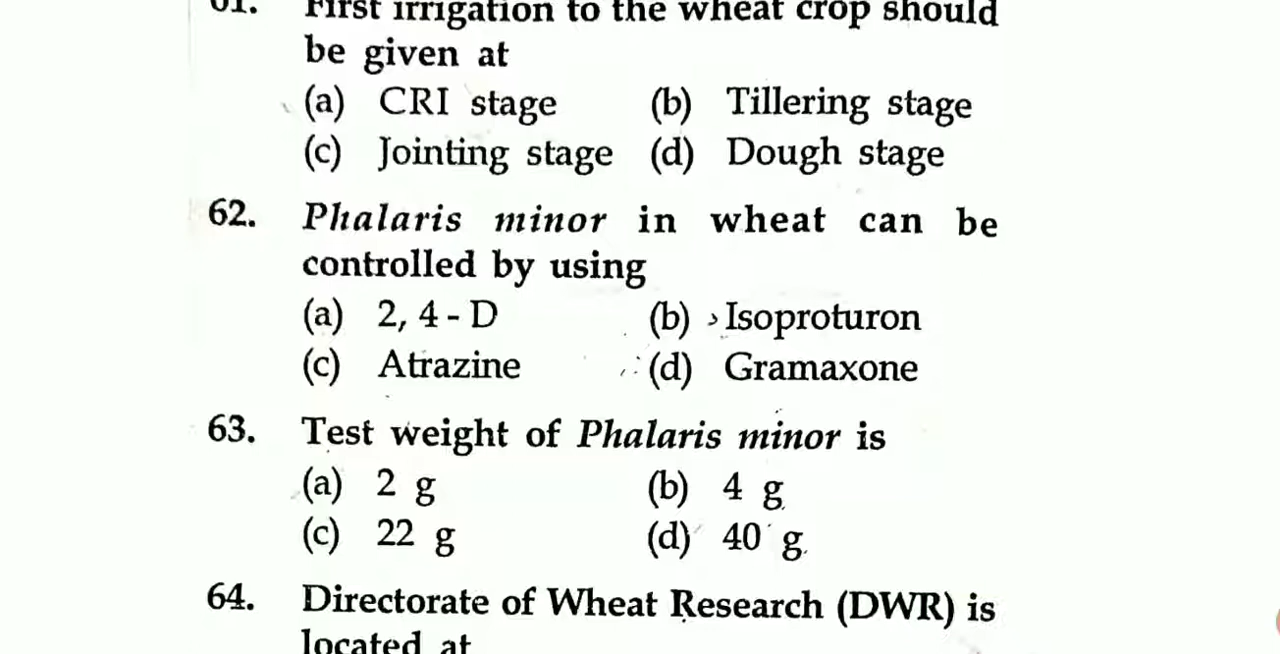 61. First irrigation to the wheat crop should
be given at
(a) CRI stage (b) Tillering stage
(c) Jointing stage (d) Dough stage
62. Phalaris minor in wheat can be
controlled by using
(a) 2, 4 - D (b) Isoproturon
(c) Atrazine (d) Gramaxone
63. Test weight of Phalaris minor is
(a) 2 g (b) 4 g
(c) 22 g (d) 40 g
64. Directorate of Wheat Research (DWR) is
located at